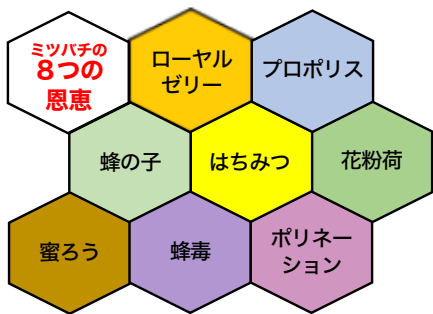 ミツバチの
8つの
恩恵
ローヤル
ゼリー
プロポリス
蜂の子
はちみつ
花粉荷
蜜ろう
蜂毒
ポリネー
ション